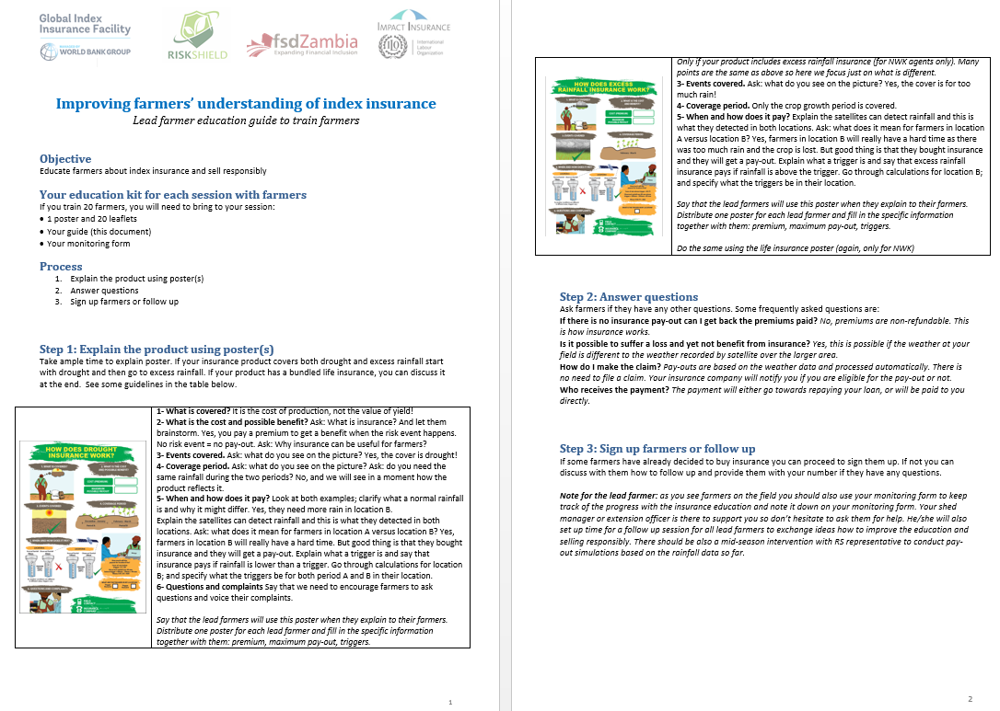 Global Index
Insurance Facility
WORLD BANK GROUP
RISKSHIELD
fsdZambia
Expanding Financial Inclusion
IMPACT INSURANCE
International
Labour
Organization
Improving farmers' understanding of index insurance
Lead farmer education guide to train farmers
Objective
Educate farmers about index insurance and sell responsibly
Your education kit for each session with farmers
If you train 20 farmers, you will need to bring to your session:
• 1 poster and 20 leaflets
• Your guide (this document)
• Your monitoring form
Process
1. Explain the product using poster(s)
2. Answer questions
3. Sign up farmers or follow up
Step 1: Explain the product using poster(s)
Take ample time to explain poster. If your insurance product covers both drought and excess rainfall start
with drought and then go to excess rainfall. If your product has a bundled life insurance, you can discuss it
at the end. See some guidelines in the table below.
HOW DOES DROUGHT
INSURANCE WORK?
1- What is covered? It is the cost of production, not the value of yield!
2- What is the cost and possible benefit? Ask: What is insurance? And let them
brainstorm. Yes, you pay a premium to get a benefit when the risk event happens.
No risk event = no pay-out. Ask: Why insurance can be useful for farmers?
3- Events covered. Ask: what do you see on the picture? Yes, the cover is drought!
4- Coverage period. Ask: what do you see on the picture? Ask: do you need the
same rainfall during the two periods? No, and we will see in a moment how the
product reflects it.
5- When and how does it pay? Look at both examples; clarify what a normal rainfall
is and why it might differ. Yes, they need more rain in location B.
Explain the satellites can detect rainfall and this is what they detected in both
locations. Ask: what does it mean for farmers in location A versus location B? Yes,
farmers in location B will really have a hard time. But good thing is that they bought
insurance and they will get a pay-out. Explain what a trigger is and say that
insurance pays if rainfall is lower than a trigger. Go through calculations for location
B; and specify what the triggers be for both period A and B in their location.
6- Questions and complaints Say that we need to encourage farmers to ask
questions and voice their complaints.
Say that the lead farmers will use this poster when they explain to their farmers.
Distribute one poster for each lead farmer and fill in the specific information
together with them: premium, maximum pay-out, triggers.
1
HOW DOES EXCESS
RAINFALL INSURANCE WORK?
Only if your product includes excess rainfall insurance (for NWK agents only). Many
points are the same as above so here we focus just on what is different.
3- Events covered. Ask: what do you see on the picture? Yes, the cover is for too
much rain!
4- Coverage period. Only the crop growth period is covered.
5- When and how does it pay? Explain the satellites can detect rainfall and this is
what they detected in both locations. Ask: what does it mean for farmers in location
A versus location B? Yes, farmers in location B will really have a hard time as there
was too much rain and the crop is lost. But good thing is that they bought insurance
and they will get a pay-out. Explain what a trigger is and say that excess rainfall
insurance pays if rainfall is above the trigger. Go through calculations for location B;
and specify what the triggers be in their location.
Say that the lead farmers will use this poster when they explain to their farmers.
Distribute one poster for each lead farmer and fill in the specific information
together with them: premium, maximum pay-out, triggers.
Do the same using the life insurance poster (again, only for NWK)
Step 2: Answer questions
Ask farmers if they have any other questions. Some frequently asked questions are:
If there is no insurance pay-out can I get back the premiums paid? No, premiums are non-refundable. This
is how insurance works.
Is it possible to suffer a loss and yet not benefit from insurance? Yes, this is possible if the weather at your
field is different to the weather recorded by satellite over the larger area.
How do I make the claim? Pay-outs are based on the weather data and processed automatically. There is
no need to file a claim. Your insurance company will notify you if you are eligible for the pay-out or not.
Who receives the payment? The payment will either go towards repaying your loan, or will be paid to you
directly.
Step 3: Sign up farmers or follow up
If some farmers have already decided to buy insurance you can proceed to sign them up. If not you can
discuss with them how to follow up and provide them with your number if they have any questions.
Note for the lead farmer: as you see farmers on the field you should also use your monitoring form to keep
track of the progress with the insurance education and note it down on your monitoring form. Your shed
manager or extension officer is there to support you so don't hesitate to ask them for help. He/she will also
set up time for a follow up session for all lead farmers to exchange ideas how to improve the education and
selling responsibly. There should be also a mid-season intervention with RS representative to conduct pay-
out simulations based on the rainfall data so far.
2